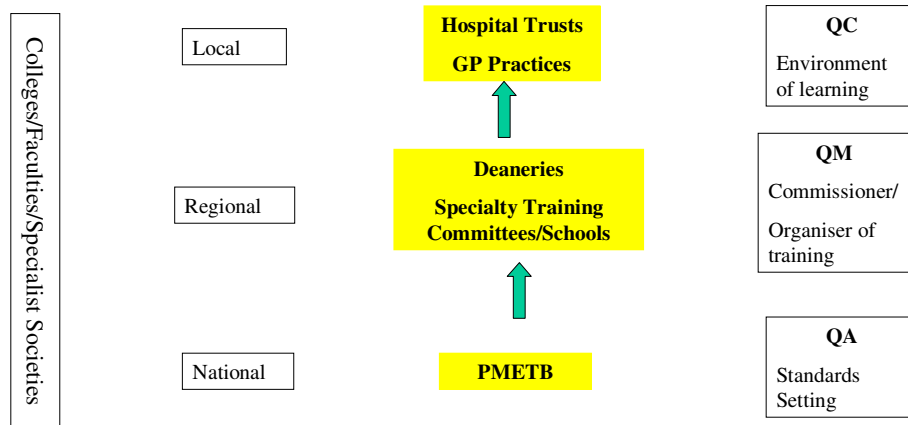 Colleges/Faculties/Specialist Societies
Local
Hospital Trusts
GP Practices
QC
Environment
of learning
Regional
Deaneries
Specialty Training
Committees/Schools
QM
Commissioner/
Organiser of
training
National
PMETB
QA
Standards
Setting